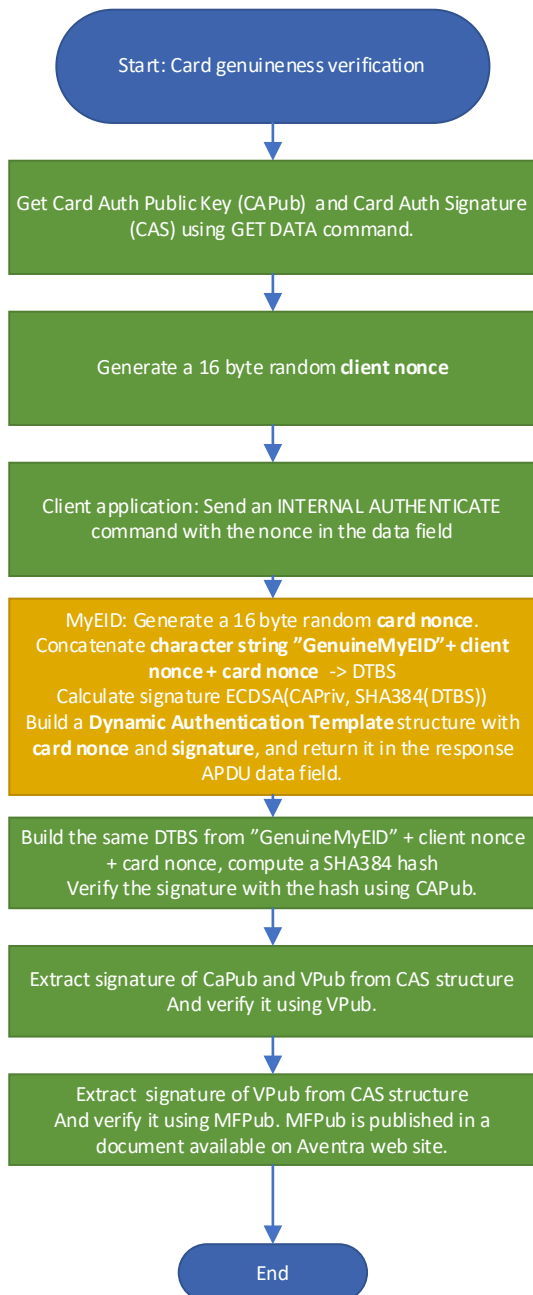 Start: Card genuineness verification
Get Card Auth Public Key (CAPub) and Card Auth Signature
(CAS) using GET DATA command.
Generate a 16 byte random client nonce
Client application: Send an INTERNAL AUTHENTICATE
command with the nonce in the data field
MyEID: Generate a 16 byte random card nonce.
Concatenate character string ”GenuineMyEID”+ client
nonce + card nonce -> DTBS
Calculate signature ECDSA(CAPriv, SHA384(DTBS))
Build a Dynamic Authentication Template structure with
card nonce and signature, and return it in the response
APDU data field.
Build the same DTBS from ”GenuineMyEID” + client nonce
+ card nonce, compute a SHA384 hash
Verify the signature with the hash using CAPub.
Extract signature of CaPub and VPub from CAS structure
And verify it using VPub.
Extract signature of VPub from CAS structure
And verify it using MFPub. MFPub is published in a
document available on Aventra web site.
End